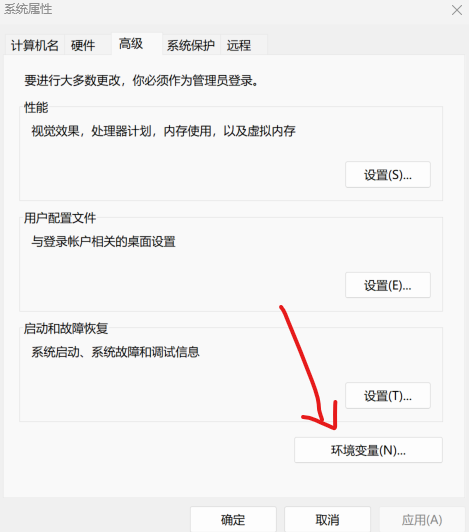 系统属性
计算机名 硬件 高级 系统保护 远程
要进行大多数更改，你必须作为管理员登录。
性能
视觉效果，处理器计划，内存使用，以及虚拟内存
设置(S)...
用户配置文件
与登录帐户相关的桌面设置
设置(E)...
启动和故障恢复
系统启动、系统故障和调试信息
设置(T)...
环境变量(N)...
确定 取消 应用(A)